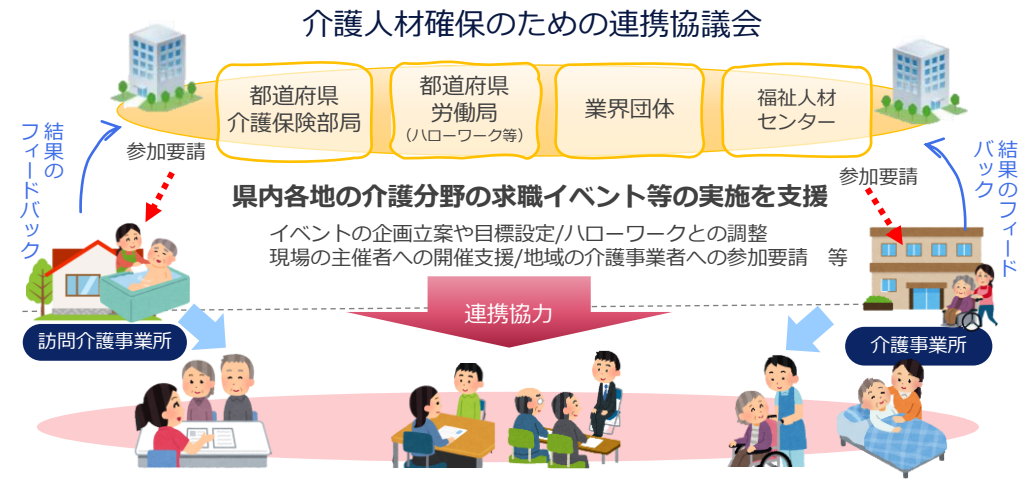 介護人材確保のための連携協議会
都道府県
介護保険部局
都道府県
労働局
（ハローワーク等）
業界団体
福祉人材
センター
結果の
フィードバック
参加要請
参加要請
結果のフィード
バック
県内各地の介護分野の求職イベント等の実施を支援
イベントの企画立案や目標設定/ハローワークとの調整
現場の主催者への開催支援/地域の介護事業者への参加要請　等
連携協力
訪問介護事業所
介護事業所